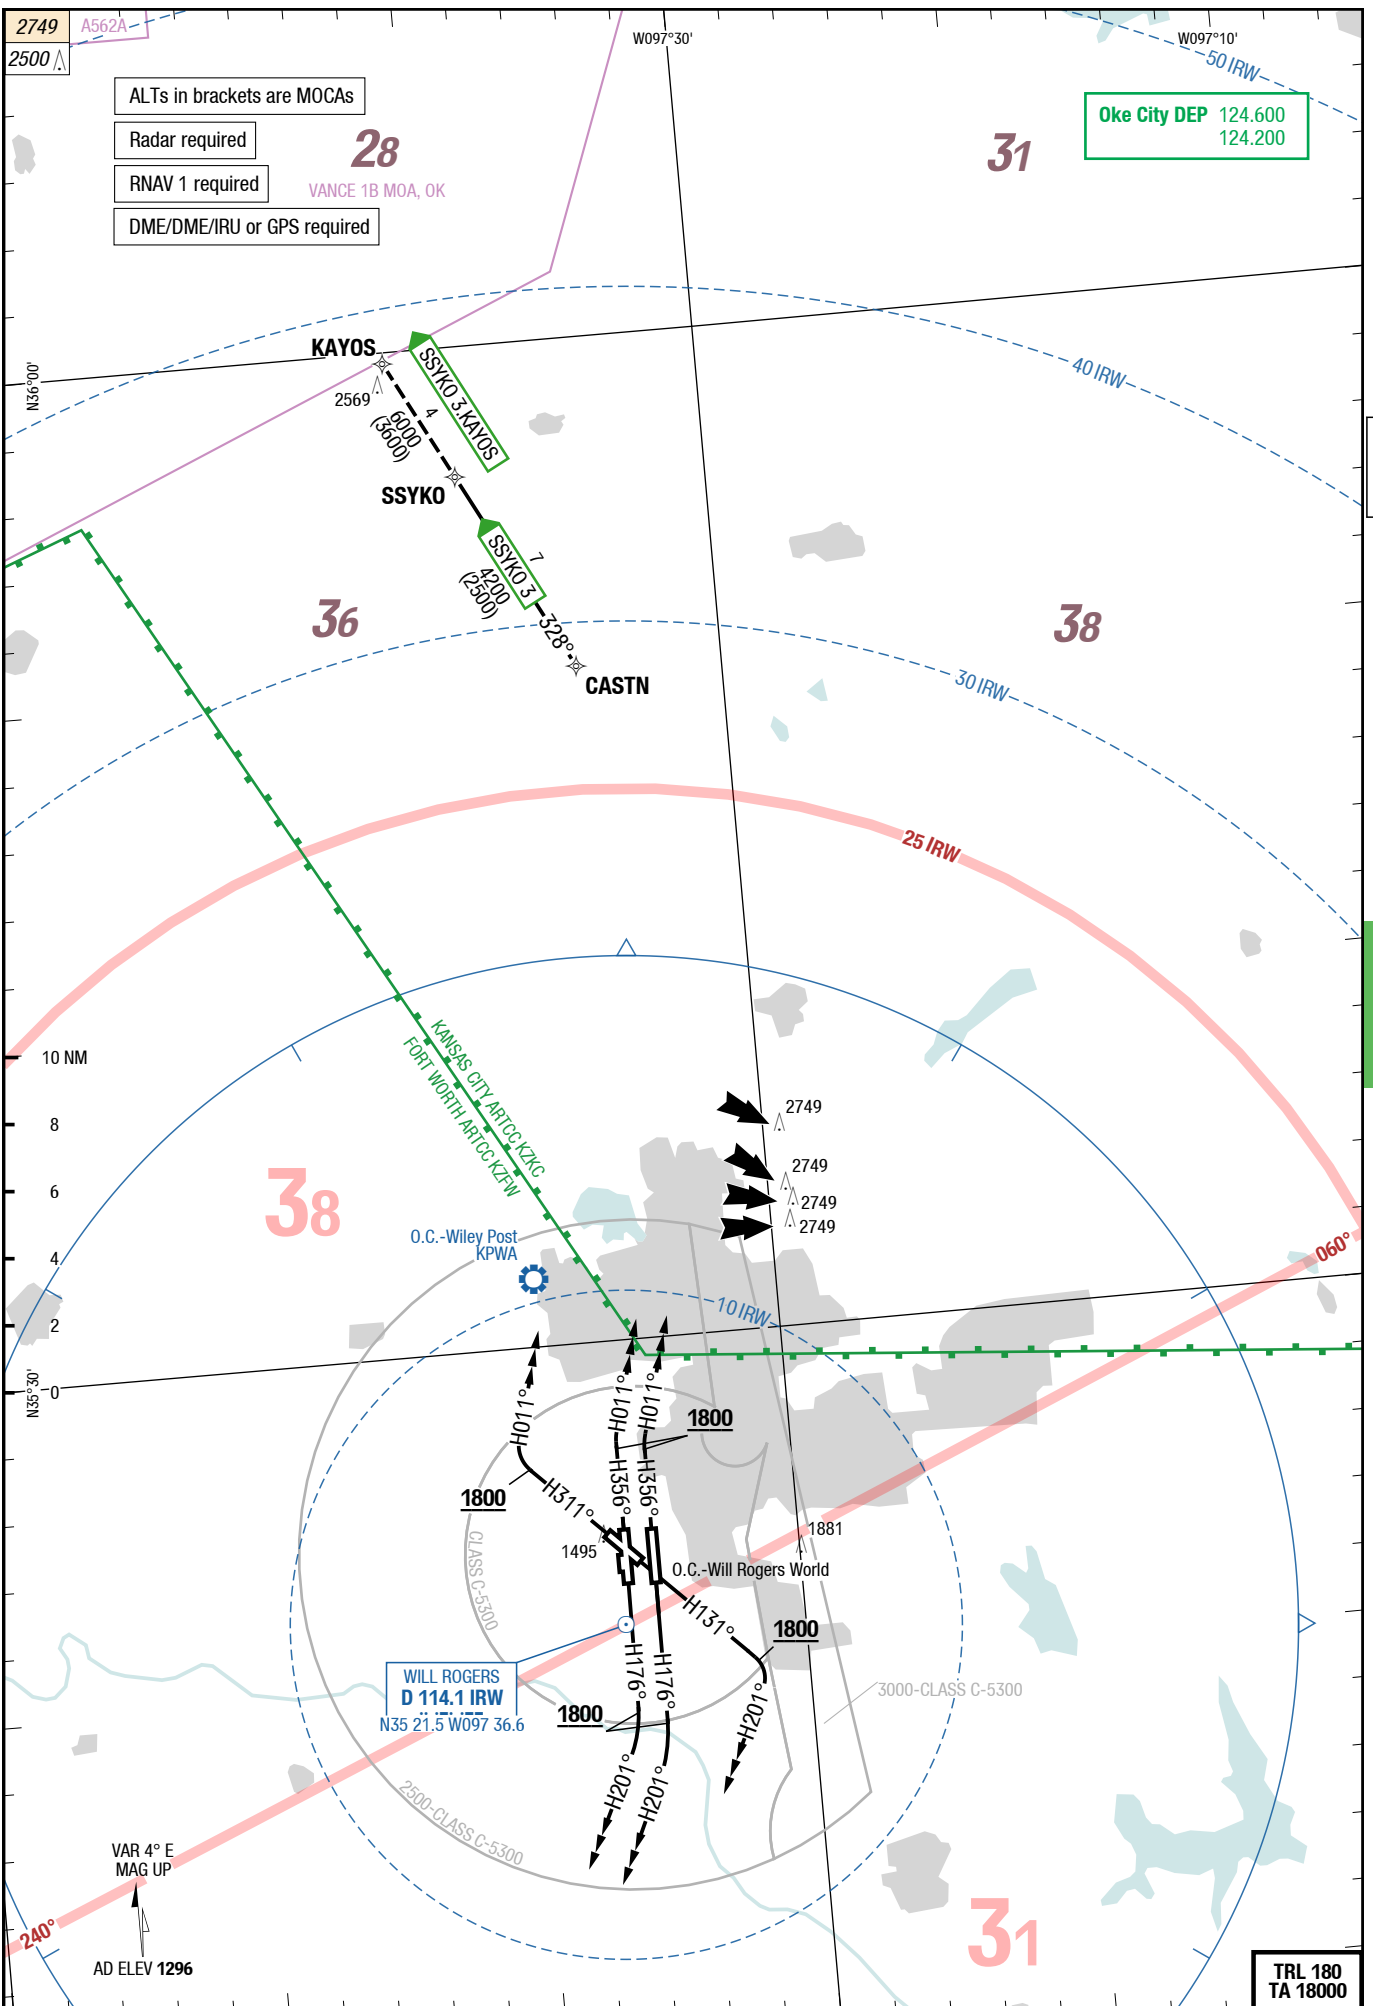 2749
A562A
2500
W097°30'
W097°10'
50 IRW
ALTs in brackets are MOCAs
Radar required
RNAV 1 required
DME/DME/IRU or GPS required
28
VANCE 1B MOA, OK
31
Oke City DEP 124.600
124.200
N36°00'
KAYOS
2569
SSYKO 3.KAYOS
4
6000
(3600)
40 IRW
SSYKO
SSYKO 3
7
4200
(2500)
328°
CASTN
36
38
30 IRW
25 IRW
10 NM
8
6
4
2
0
KANSAS CITY ARTCC KZKC
FORT WORTH ARTCC KZFW
2749
2749
2749
2749
38
O.C.-Wiley Post
KPWA
060°
10 IRW
N35°30'
H011°
H011°
H011°
1800
1800
H311°
H356°
H356°
1495
1881
O.C.-Will Rogers World
CLASS C-5300
H131°
1800
WILL ROGERS
D 114.1 IRW
N35 21.5 W097 36.6
H176°
H176°
1800
H201°
3000-CLASS C-5300
H201°
H201°
2500-CLASS C-5300
VAR 4° E
MAG UP
240°
AD ELEV 1296
31
TRL 180
TA 18000